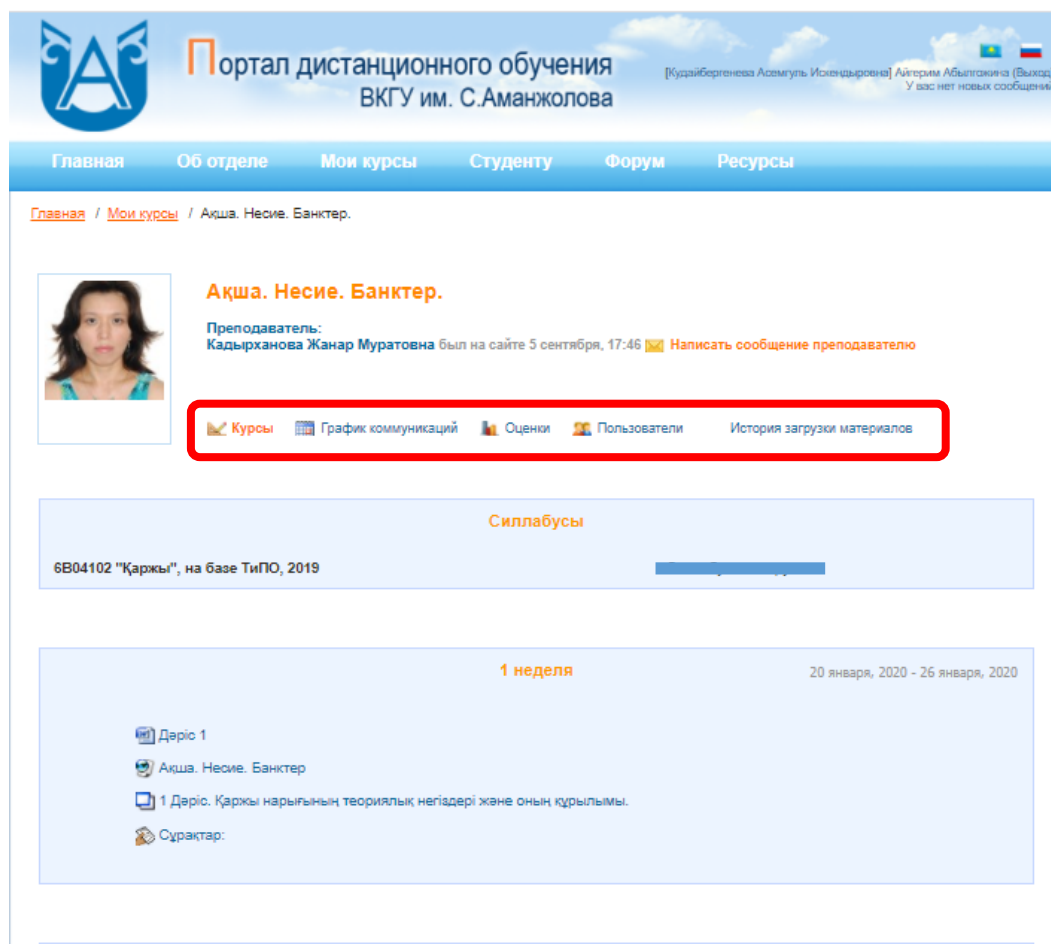 Портал дистанционного обучения
ВКГУ им. С.Аманжолова
[Кудайбергенева Асемгуль Искендыровна] Айгерим Абылгожина (Выход
У вас нет новых сообщени
Главная Об отделе Мои курсы Студенту Форум Ресурсы
Главная / Мои курсы / Ақша. Несие. Банктер.
Ақша. Несие. Банктер.
Преподаватель:
Кадырханова Жанар Муратовна был на сайте 5 сентября, 17:46 Написать сообщение преподавателю
Курсы График коммуникаций Оценки Пользователи История загрузки материалов
Силлабусы
6B04102 "Қаржы", на базе ТиПО, 2019
1 неделя 20 января, 2020 - 26 января, 2020
Дәріс 1
Ақша. Несие. Банктер
1 Дәріс. Қаржы нарығының теориялық негіздері және оның құрылымы.
Сұрақтар: